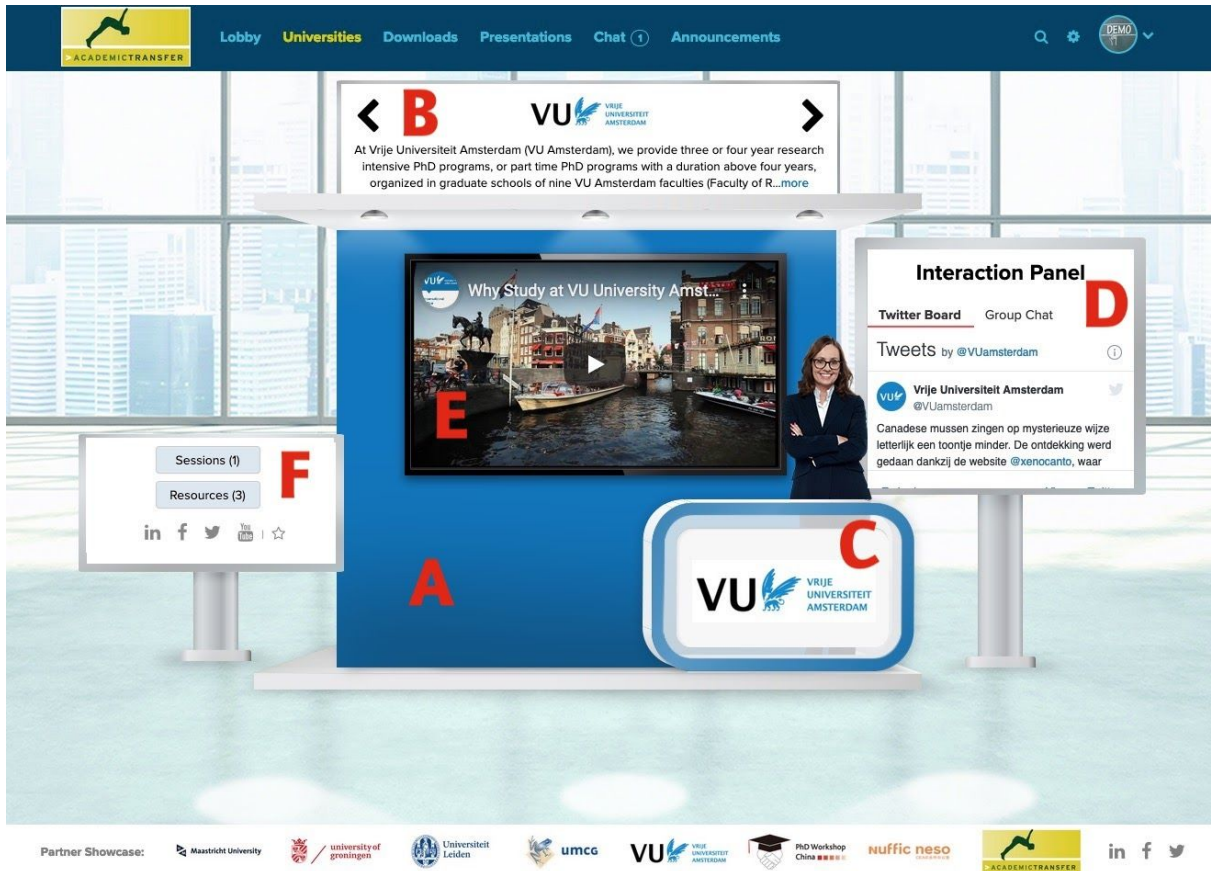 >ACADEMICTRANSFER
Lobby Universities Downloads Presentations Chat 1 Announcements
DEMO
B
VU VRIJE
UNIVERSITEIT
AMSTERDAM
At Vrije Universiteit Amsterdam (VU Amsterdam), we provide three or four year research
intensive PhD programs, or part time PhD programs with a duration above four years,
organized in graduate schools of nine VU Amsterdam faculties (Faculty of R...more
VU
Why Study at VU University Amst...
E
Interaction Panel
D
Twitter Board Group Chat
Tweets by @VUamsterdam
VU
Vrije Universiteit Amsterdam
@VUamsterdam
Canadese mussen zingen op mysterieuze wijze
letterlijk een toontje minder. De ontdekking werd
gedaan dankzij de website @xenocanto, waar
Sessions (1)
F
Resources (3)
in f You
Tube
A
C
VU VRIJE
UNIVERSITEIT
AMSTERDAM
Partner Showcase:
Maastricht University
university of
groningen
Universiteit
Leiden
umcg
VU VRIJE
UNIVERSITEIT
AMSTERDAM
PhD Workshop
China
nuffic neso
>ACADEMICTRANSFER
in f